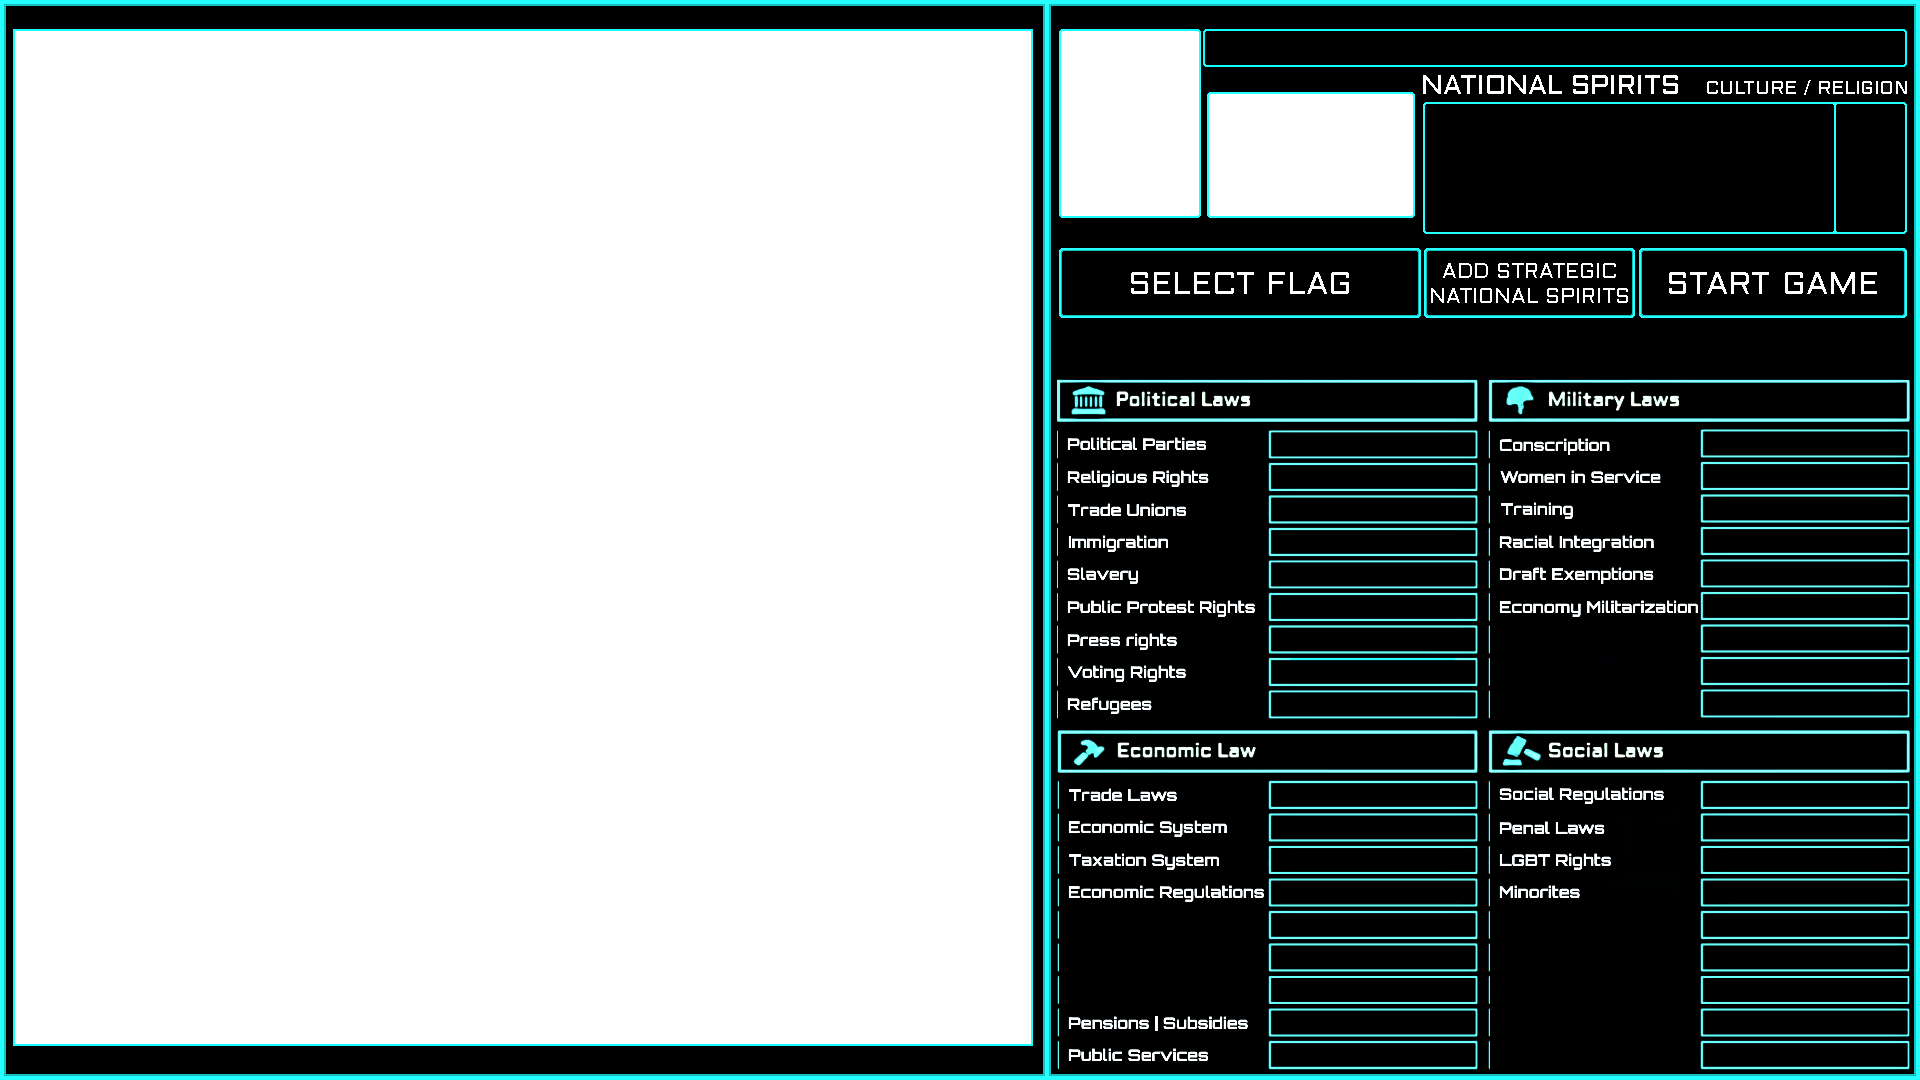 NATIONAL SPIRITS
CULTURE / RELIGION
SELECT FLAG
ADD STRATEGIC
NATIONAL SPIRITS
START GAME
Political Laws
Political Parties
Religious Rights
Trade Unions
Immigration
Slavery
Public Protest Rights
Press rights
Voting Rights
Refugees
Military Laws
Conscription
Women in Service
Training
Racial Integration
Draft Exemptions
Economy Militarization
Economic Law
Trade Laws
Economic System
Taxation System
Economic Regulations
Pensions | Subsidies
Public Services
Social Laws
Social Regulations
Penal Laws
LGBT Rights
Minorites